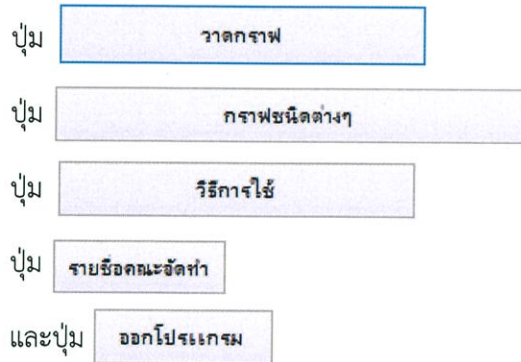 ปุ่ม วาดกราฟ
ปุ่ม กราฟชนิดต่างๆ
ปุ่ม วิธีการใช้
ปุ่ม รายชื่อคณะจัดทำ
และปุ่ม ออกโปรแกรม